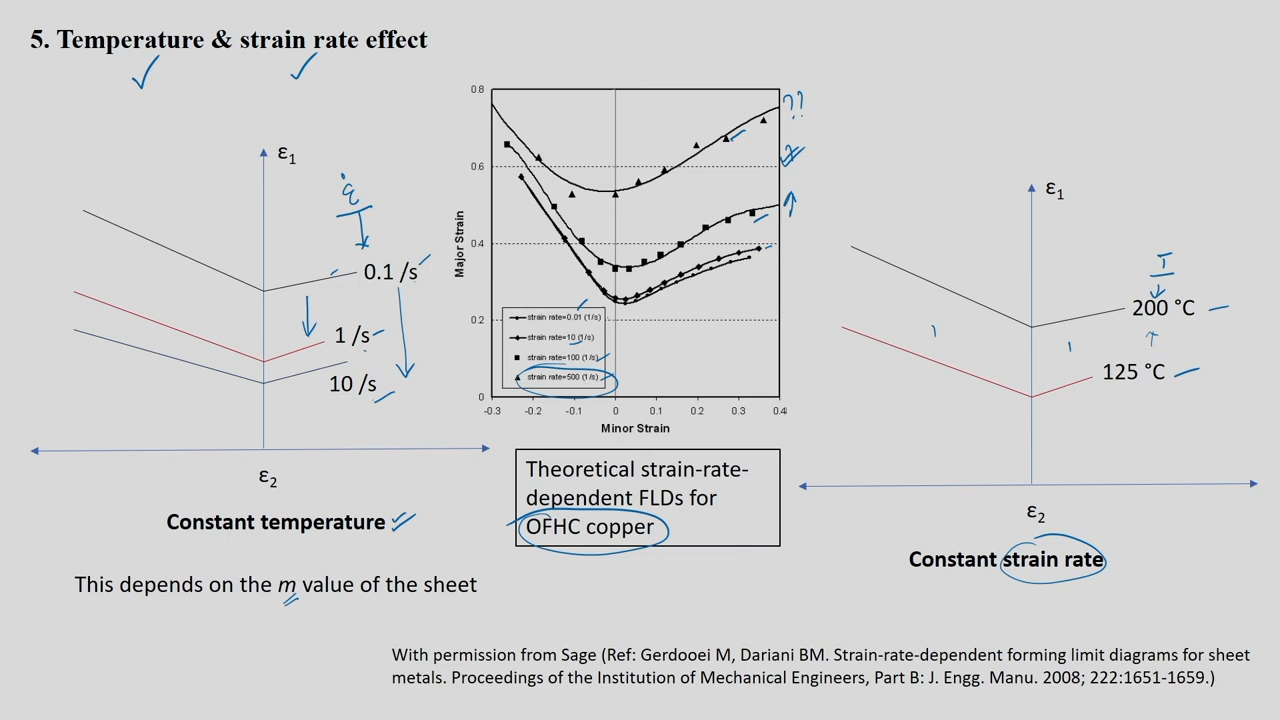 5. Temperature & strain rate effect
ε1
0.1 /s
1 /s
10 /s
ε2
Constant temperature
This depends on the m value of the sheet
0.8
0.6
0.4
0.2
0
Major Strain
strain rate=0.01 (1/s)
strain rate=10 (1/s)
strain rate=100 (1/s)
strain rate=500 (1/s)
-0.3 -0.2 -0.1 0 0.1 0.2 0.3 0.4
Minor Strain
??
Theoretical strain-rate-
dependent FLDs for
OFHC copper
ε1
T
200 °C
125 °C
ε2
Constant strain rate
With permission from Sage (Ref: Gerdooei M, Dariani BM. Strain-rate-dependent forming limit diagrams for sheet
metals. Proceedings of the Institution of Mechanical Engineers, Part B: J. Engg. Manu. 2008; 222:1651-1659.)